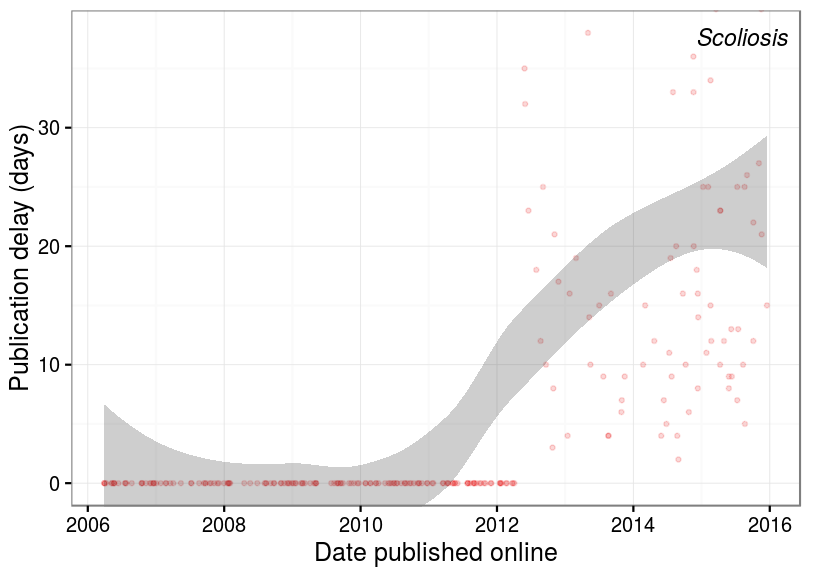 Scoliosis
Publication delay (days)
30
20
10
0
2006 2008 2010 2012 2014 2016
Date published online